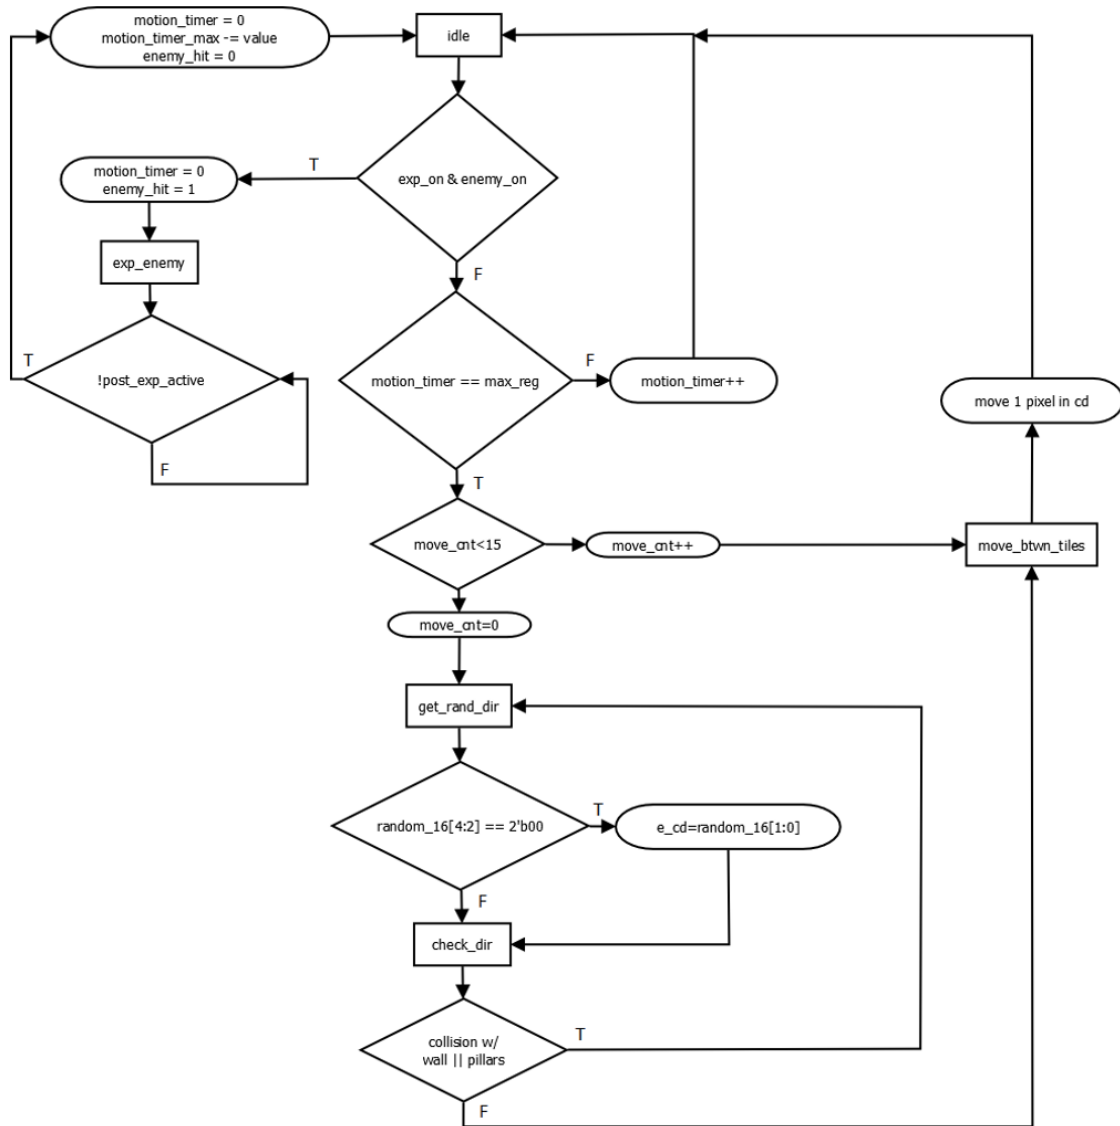 motion_timer = 0
motion_timer_max -= value
enemy_hit = 0
idle
T
exp_on & enemy_on
motion_timer = 0
enemy_hit = 1
exp_enemy
F
T
!post_exp_active
motion_timer == max_reg
F
motion_timer++
move 1 pixel in cd
F
T
move_cnt<15
move_cnt++
move_btwn_tiles
move_cnt=0
get_rand_dir
random_16[4:2] == 2'b00
T
e_cd=random_16[1:0]
F
check_dir
collision w/
wall || pillars
T
F